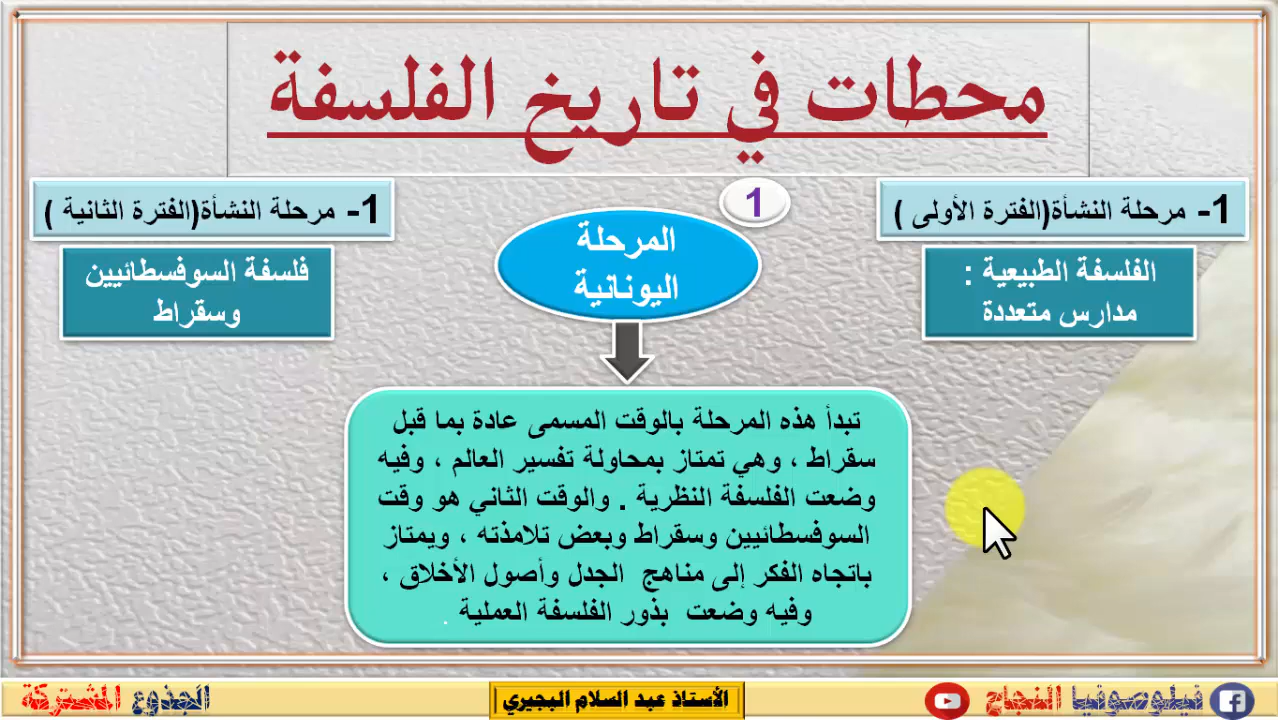 محطات في تاريخ الفلسفة
1- مرحلة النشأة(الفترة الأولى )
الفلسفة الطبيعية :
مدارس متعددة
1
المرحلة
اليونانية
1- مرحلة النشأة(الفترة الثانية )
فلسفة السوفسطائيين
وسقراط
تبدأ هذه المرحلة بالوقت المسمى عادة بما قبل
سقراط ، وهي تمتاز بمحاولة تفسير العالم ، وفيه
وضعت الفلسفة النظرية . والوقت الثاني هو وقت
السوفسطائيين وسقراط وبعض تلامذته ، ويمتاز
باتجاه الفكر إلى مناهج الجدل وأصول الأخلاق ،
وفيه وضعت بذور الفلسفة العملية .
فيلوصوفيا النجاح
الأستاذ عبد السلام البجيري
الجذوع المشتركة